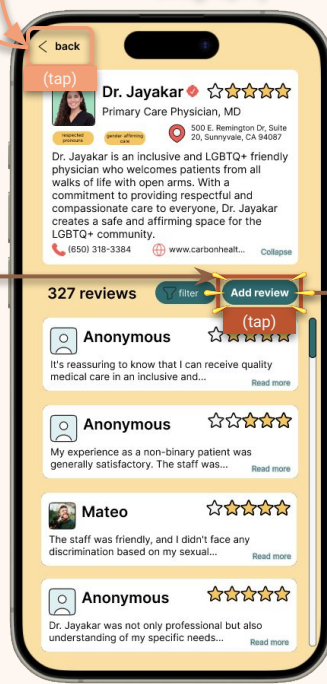 back
(tap)
Dr. Jayakar
Primary Care Physician, MD
respected pronouns
gender affirming care
500 E. Remington Dr, Suite
20, Sunnyvale, CA 94087
Dr. Jayakar is an inclusive and LGBTQ+ friendly
physician who welcomes patients from all
walks of life with open arms. With a
commitment to providing respectful and
compassionate care to everyone, Dr. Jayakar
creates a safe and affirming space for the
LGBTQ+ community.
(650) 318-3384 www.carbonhealt... Collapse
327 reviews filter Add review
(tap)
Anonymous
It's reassuring to know that I can receive quality
medical care in an inclusive and...
Read more
Anonymous
My experience as a non-binary patient was
generally satisfactory. The staff was...
Read more
Mateo
The staff was friendly, and I didn't face any
discrimination based on my sexual...
Read more
Anonymous
Dr. Jayakar was not only professional but also
understanding of my specific needs...
Read more